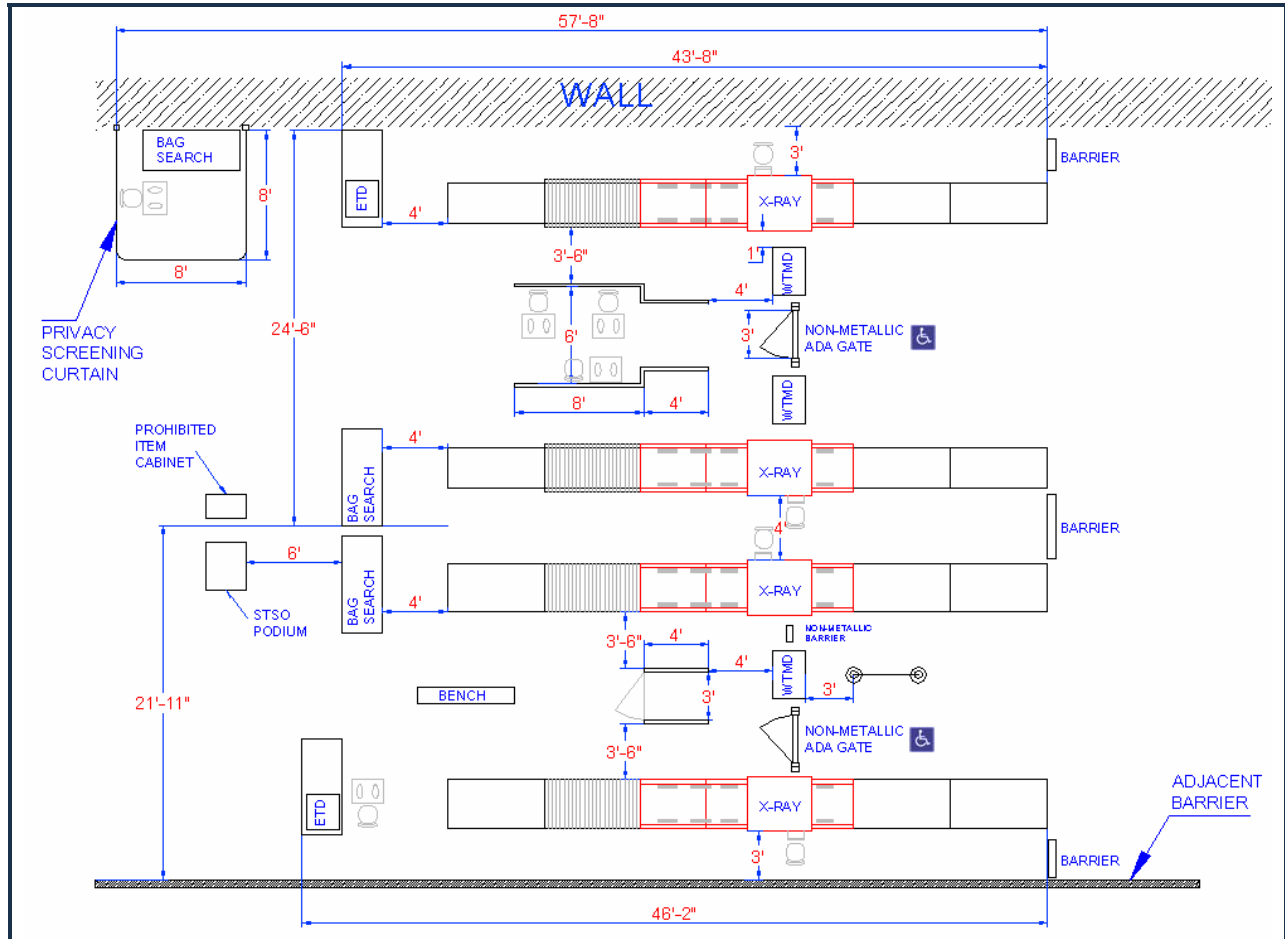 57'-8"
43'-8"
WALL
BAG
SEARCH
BARRIER
3'
ETD
X-RAY
8'
4'
3'-6"
1'
WTMD
8'
4'
PRIVACY
SCREENING
CURTAIN
24'-6"
6'
3'
NON-METALLIC
ADA GATE
WTMD
8'
4'
PROHIBITED
ITEM
CABINET
4'
BAG
SEARCH
X-RAY
BARRIER
4'
6'
BAG
SEARCH
X-RAY
4'
STSO
PODIUM
NON-METALLIC
BARRIER
3'-6"
4'
4'
WTMD
3'
BENCH
3'
21'-11"
NON-METALLIC
ADA GATE
3'-6"
ADJACENT
BARRIER
ETD
X-RAY
3'
BARRIER
46'-2"